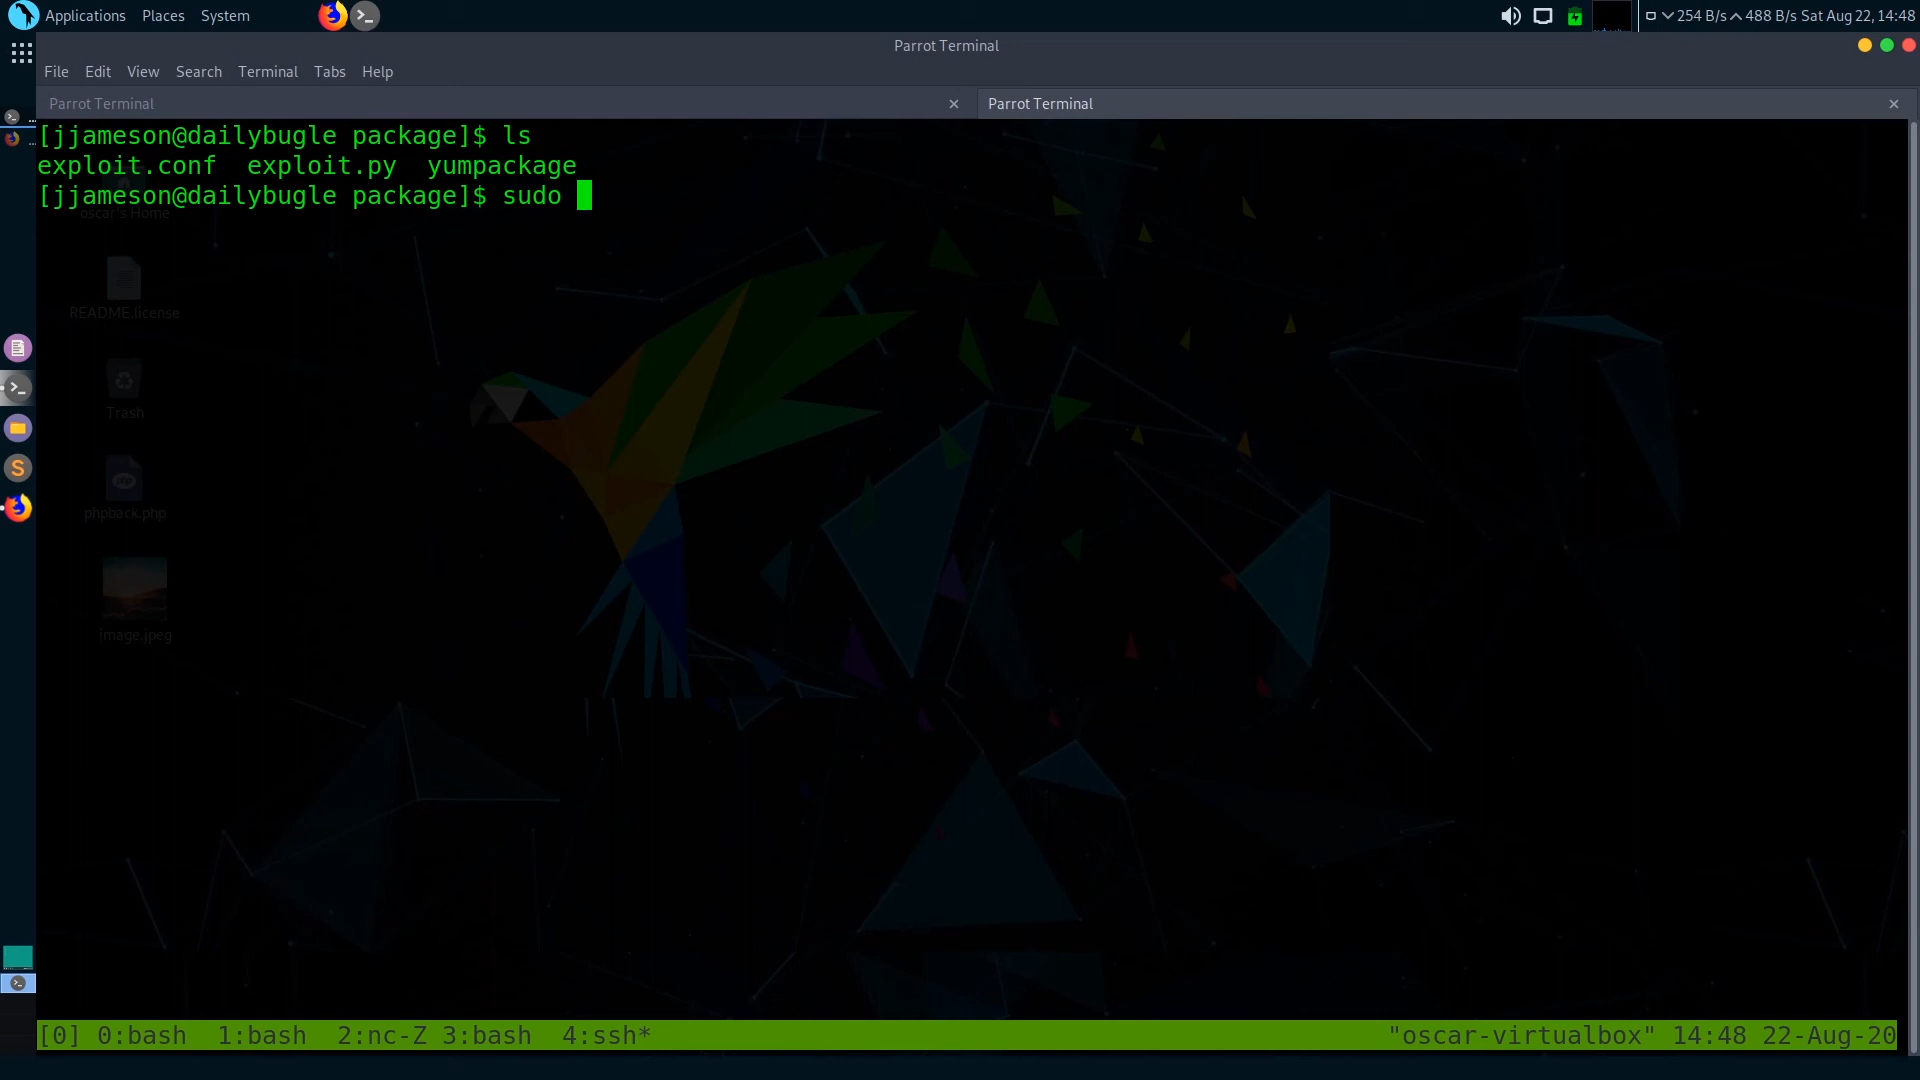 Applications Places System
254 B/s 488 B/s Sat Aug 22, 14:48
Parrot Terminal
File Edit View Search Terminal Tabs Help
Parrot Terminal
Parrot Terminal
[jjameson@dailybugle package]$ ls
exploit.conf exploit.py yumpackage
[jjameson@dailybugle package]$ sudo
oscar's Home
README.license
Trash
phpback.php
image.jpeg
[0] 0:bash 1:bash 2:nc-Z 3:bash 4:ssh* "oscar-virtualbox" 14:48 22-Aug-20